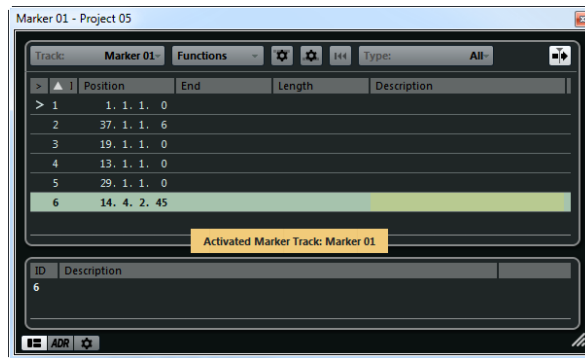 Marker 01 - Project 05
Track: Marker 01 Functions Type: All
> Position End Length Description
> 1 1. 1. 1. 0
2 37. 1. 1. 6
3 19. 1. 1. 0
4 13. 1. 1. 0
5 29. 1. 1. 0
6 14. 4. 2. 45
Activated Marker Track: Marker 01
ID Description
6
ADR